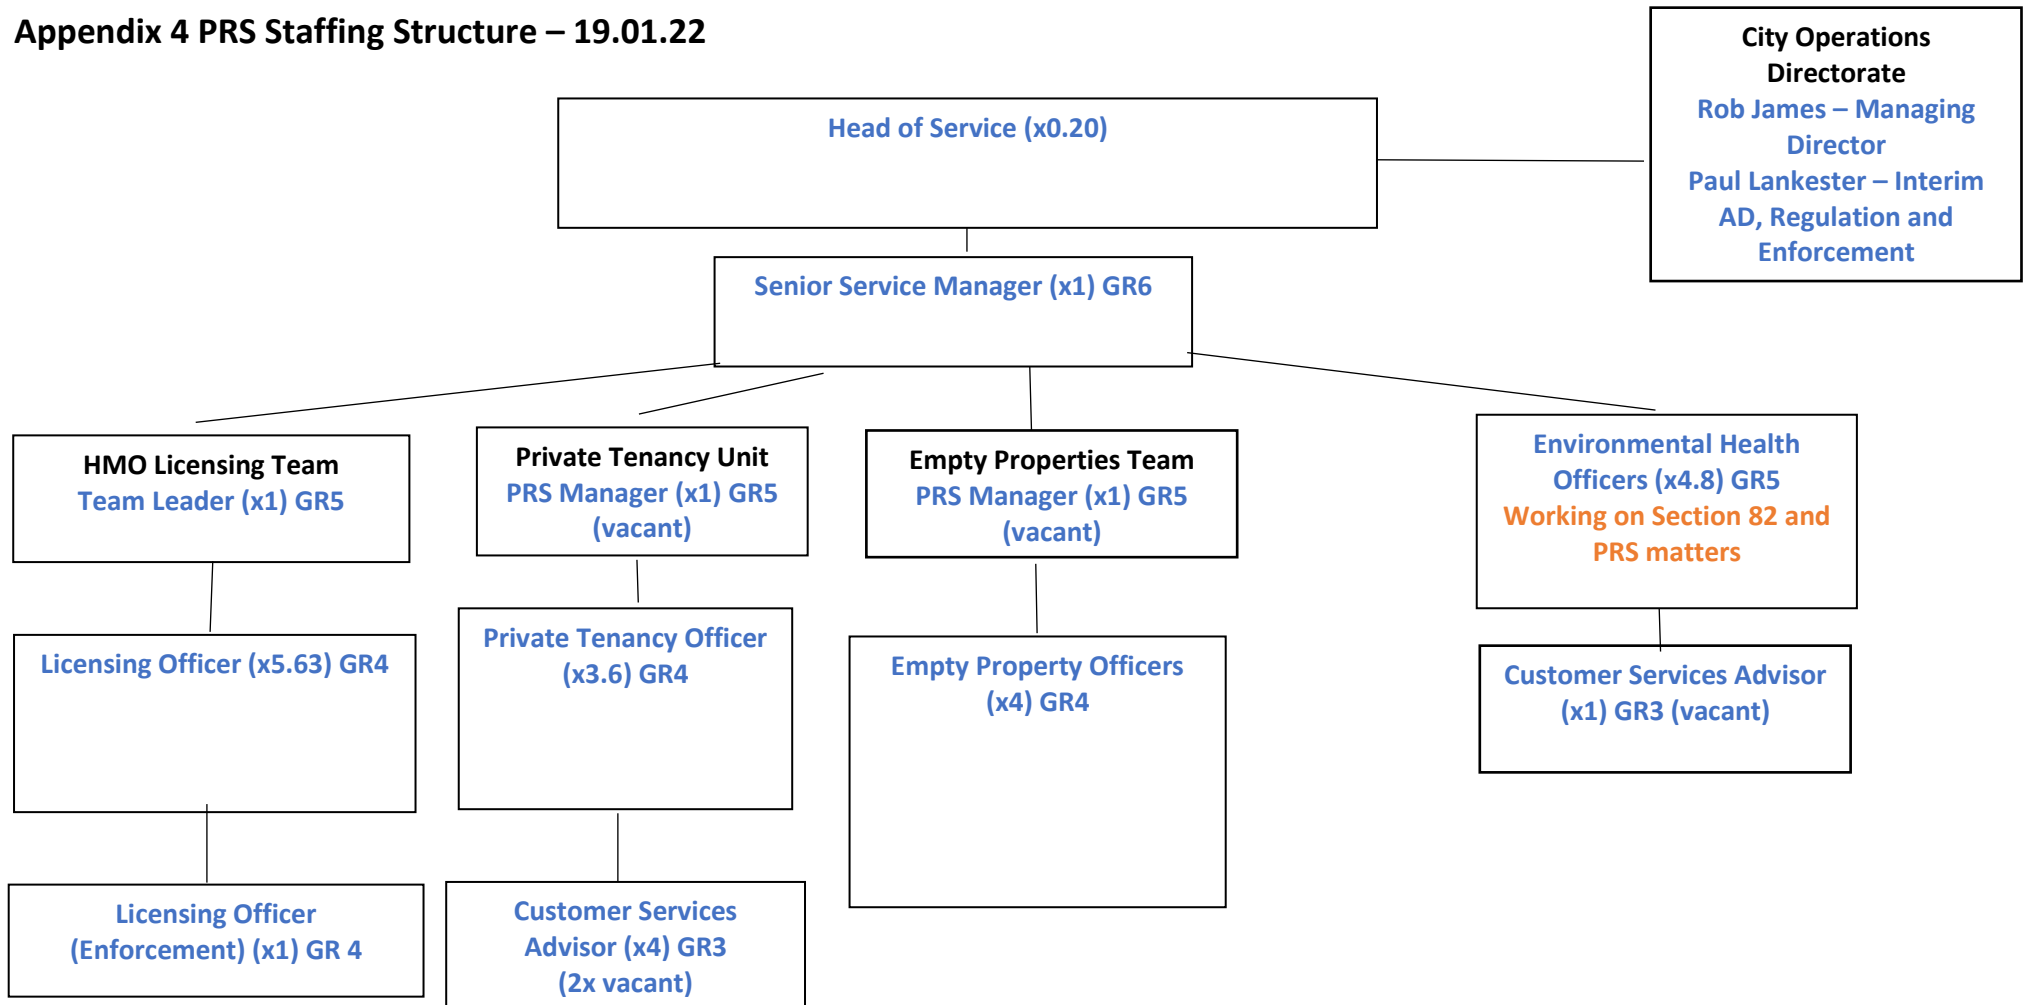 Appendix 4 PRS Staffing Structure – 19.01.22
City Operations
Directorate
Rob James – Managing
Director
Paul Lankester – Interim
AD, Regulation and
Enforcement
Head of Service (x0.20)
Senior Service Manager (x1) GR6
HMO Licensing Team
Team Leader (x1) GR5
Private Tenancy Unit
PRS Manager (x1) GR5
(vacant)
Empty Properties Team
PRS Manager (x1) GR5
(vacant)
Environmental Health
Officers (x4.8) GR5
Working on Section 82 and
PRS matters
Licensing Officer (x5.63) GR4
Private Tenancy Officer
(x3.6) GR4
Empty Property Officers
(x4) GR4
Customer Services Advisor
(x1) GR3 (vacant)
Licensing Officer
(Enforcement) (x1) GR 4
Customer Services
Advisor (x4) GR3
(2x vacant)